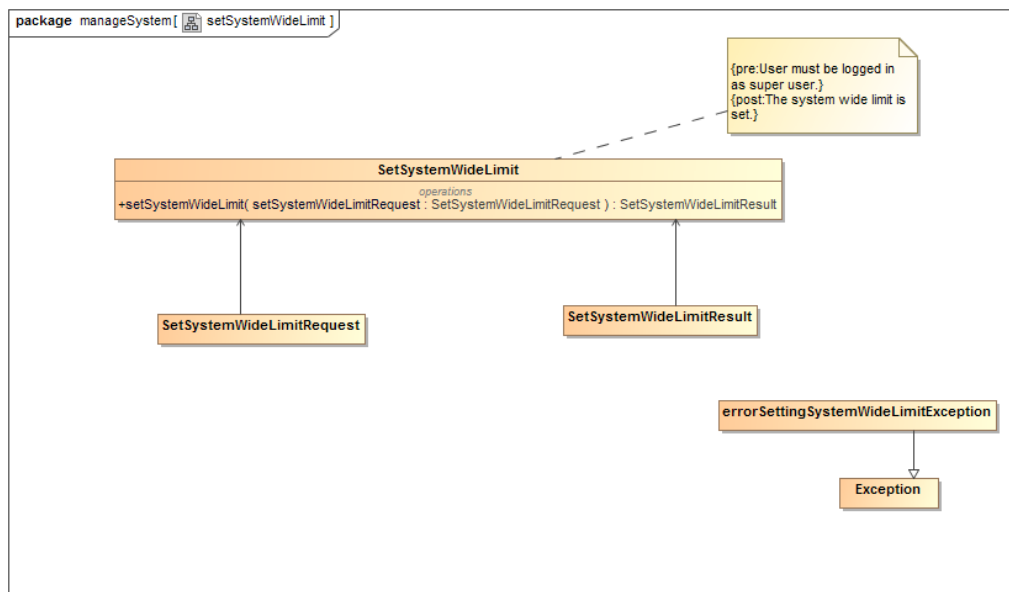 package manageSystem[ setSystemWideLimit ]
{pre:User must be logged in
as super user.}
{post:The system wide limit is
set.}
SetSystemWideLimit
operations
+setSystemWideLimit( setSystemWideLimitRequest : SetSystemWideLimitRequest ) : SetSystemWideLimitResult
SetSystemWideLimitRequest
SetSystemWideLimitResult
errorSettingSystemWideLimitException
Exception